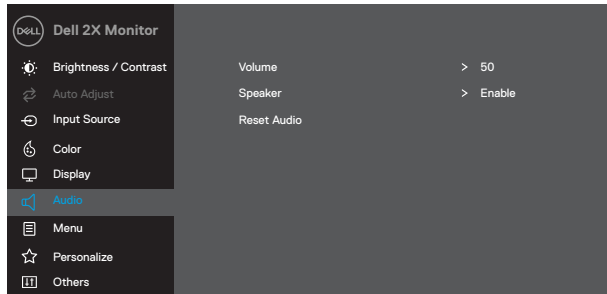 DELL Dell 2X Monitor
Brightness / Contrast
Auto Adjust
Input Source
Color
Display
Audio
Menu
Personalize
Others
Volume > 50
Speaker > Enable
Reset Audio